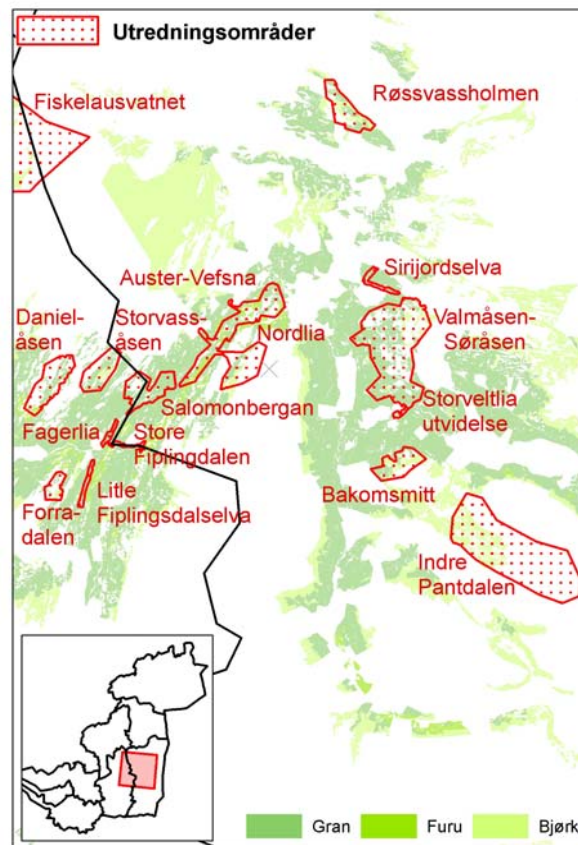 Utredningsområder
Fiskelausvatnet
Røssvassholmen
Auster-Vefsna
Sirijordselva
Daniel-
åsen
Storvass-
åsen
Nordlia
Valmåsen-
Søråsen
Salomonbergan
Storveltlia
utvidelse
Fagerlia
Store
Fiplingdalen
Bakomsmitt
Forra-
dalen
Litle
Fiplingsdalselva
Indre
Pantdalen
Gran
Furu
Bjørk